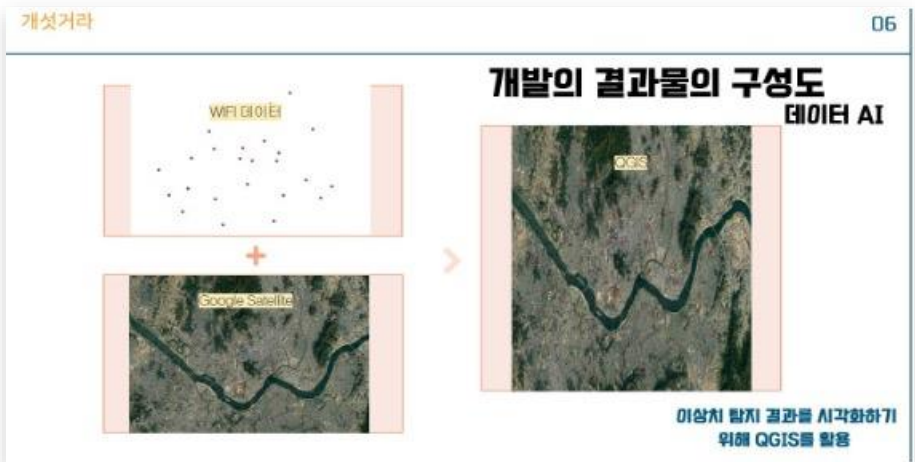 개섯거라
06
개발의 결과물의 구성도
데이터 AI
WIFI 데이터
QGIS
+
Google Satellite
이상치 탐지 결과를 시각화하기
위해 QGIS를 활용